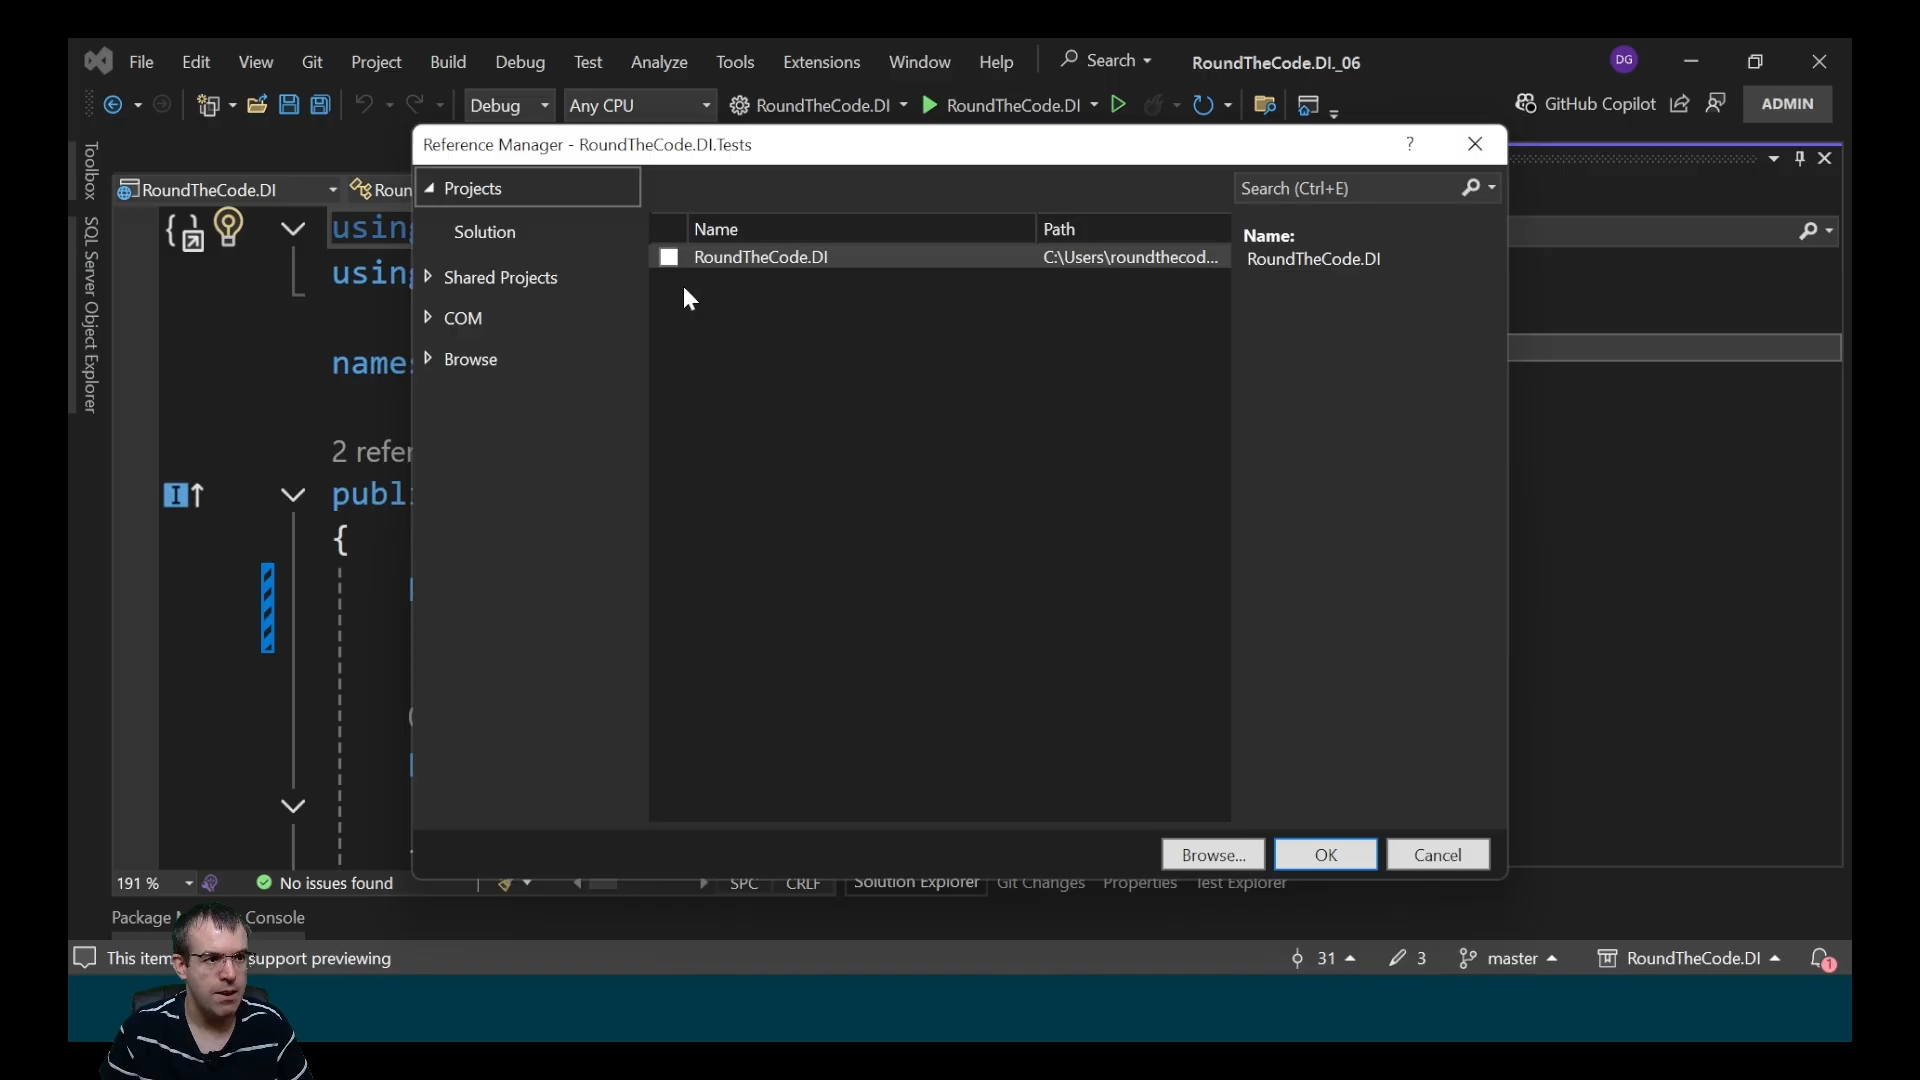 File Edit View Git Project Build Debug Test Analyze Tools Extensions Window Help Search RoundTheCode.DI_06 DG
Debug Any CPU RoundTheCode.DI RoundTheCode.DI GitHub Copilot ADMIN
Toolbox
SQL Server Object Explorer
Reference Manager - RoundTheCode.DI.Tests ?
RoundTheCode.DI Roun
Projects
Solution
Shared Projects
COM
Browse
Search (Ctrl+E)
Name Path
RoundTheCode.DI C:\Users\roundthecod...
Name:
RoundTheCode.DI
using
using
names
2 refer
publi
{
Browse... OK Cancel
191 % No issues found SPC CRLF Solution Explorer Git Changes Properties Test Explorer
Package Console
This item support previewing 31 3 master RoundTheCode.DI 1